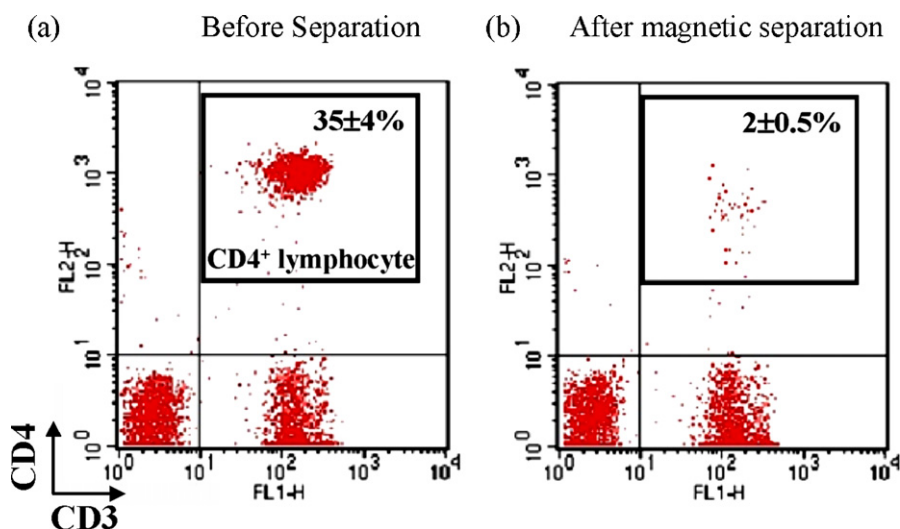 (a) Before Separation
(b) After magnetic separation
10⁴
10³
10²
10¹
10⁰
FL2-H
35±4%
CD4⁺ lymphocyte
10⁰ 10¹ 10² 10³ 10⁴
FL1-H
CD4
CD3
10⁴
10³
10²
10¹
10⁰
FL2-H
2±0.5%
10⁰ 10¹ 10² 10³ 10⁴
FL1-H